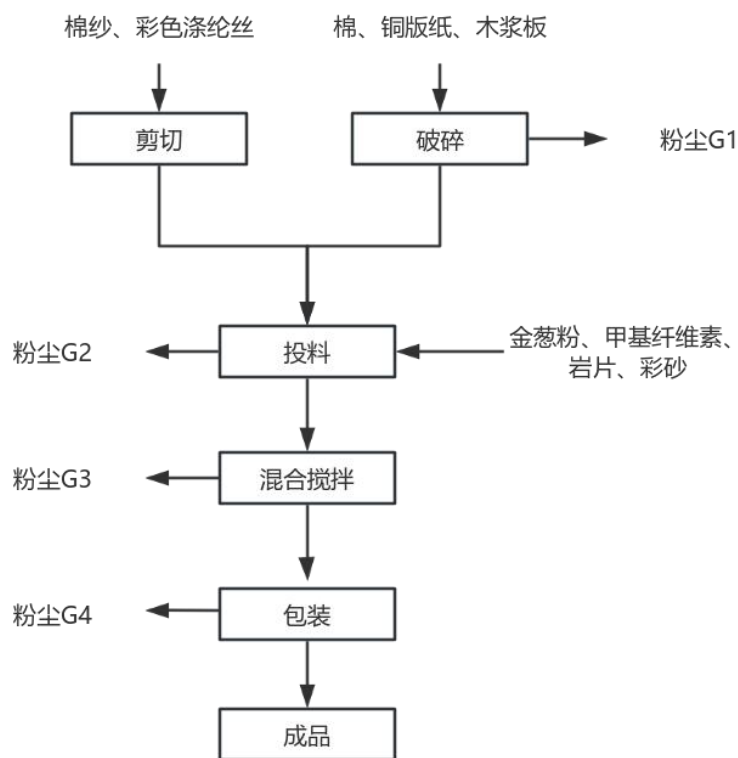 棉纱、彩色涤纶丝
棉、铜版纸、木浆板
剪切
破碎
粉尘G1
粉尘G2
投料
金葱粉、甲基纤维素、
岩片、彩砂
粉尘G3
混合搅拌
粉尘G4
包装
成品